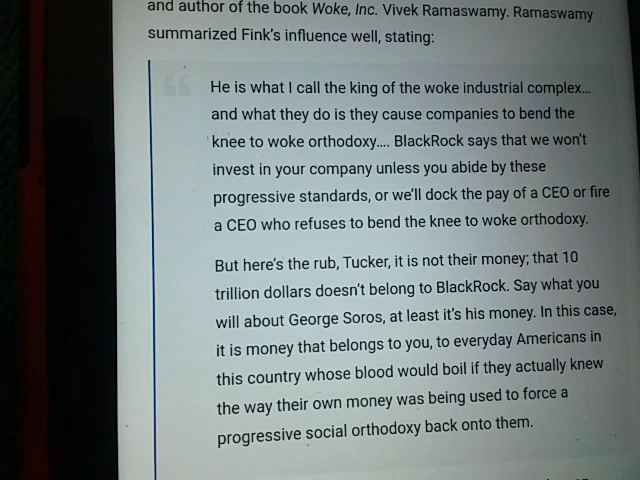 and author of the book Woke, Inc. Vivek Ramaswamy. Ramaswamy
summarized Fink's influence well, stating:
He is what I call the king of the woke industrial complex…
and what they do is they cause companies to bend the
knee to woke orthodoxy…. BlackRock says that we won't
invest in your company unless you abide by these
progressive standards, or we'll dock the pay of a CEO or fire
a CEO who refuses to bend the knee to woke orthodoxy.
But here's the rub, Tucker, it is not their money; that 10
trillion dollars doesn't belong to BlackRock. Say what you
will about George Soros, at least it's his money. In this case,
it is money that belongs to you, to everyday Americans in
this country whose blood would boil if they actually knew
the way their own money was being used to force a
progressive social orthodoxy back onto them.